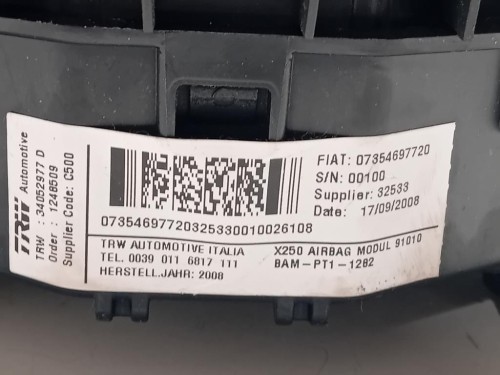 TRW Automotive
TRW : 34052977 D
Order : 1248509
Supplier Code: C500
FIAT: 07354697720
S/N: 00100
Supplier: 32533
Date: 17/09/2008
07354697720325330010026108
TRW AUTOMOTIVE ITALIA
TEL. 0039 011 6817 111
HERSTELL.JAHR: 2008
X250 AIRBAG MODUL 91010
BAM-PT1-1282